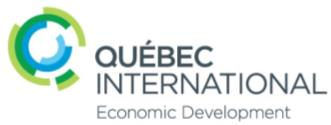 QUÉBEC
INTERNATIONAL
Economic Development